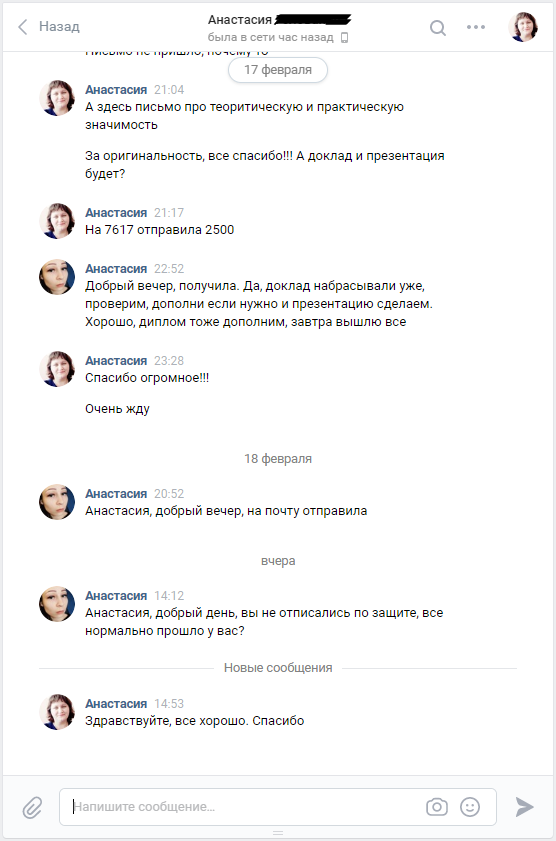 Назад
Анастасия
была в сети час назад
Письмо не пришло, почему то
17 февраля
Анастасия 21:04
А здесь письмо про теоритическую и практическую
значимость
За оригинальность, все спасибо!!! А доклад и презентация
будет?
Анастасия 21:17
На 7617 отправила 2500
Анастасия 22:52
Добрый вечер, получила. Да, доклад набрасывали уже,
проверим, дополни если нужно и презентацию сделаем.
Хорошо, диплом тоже дополним, завтра вышлю все
Анастасия 23:28
Спасибо огромное!!!
Очень жду
18 февраля
Анастасия 20:52
Анастасия, добрый вечер, на почту отправила
вчера
Анастасия 14:12
Анастасия, добрый день, вы не отписались по защите, все
нормально прошло у вас?
Новые сообщения
Анастасия 14:53
Здравствуйте, все хорошо. Спасибо
Напишите сообщение...